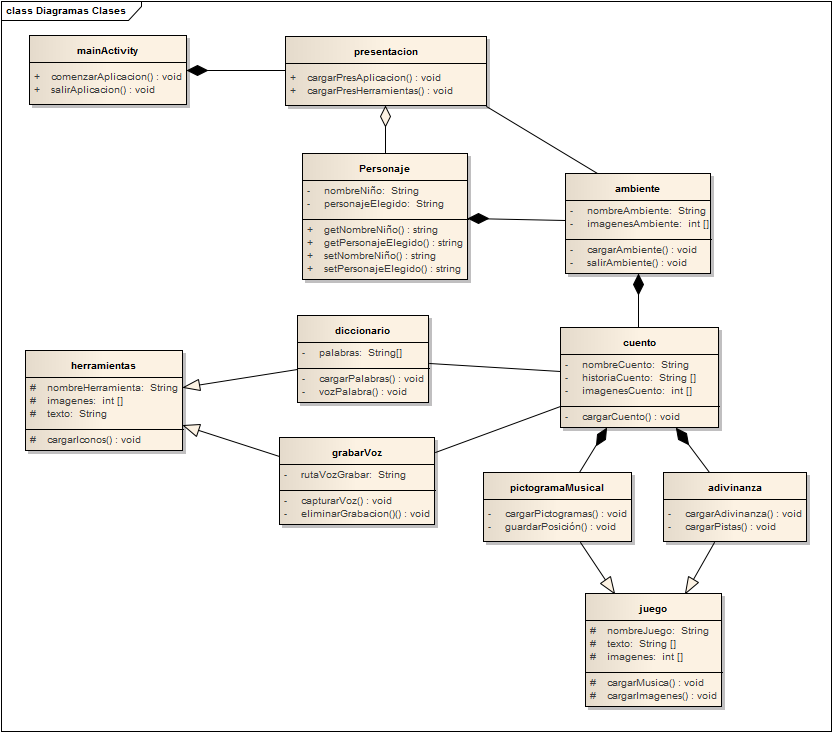 class Diagramas Clases
mainActivity
+ comenzarAplicacion() : void
+ salirAplicacion() : void
presentacion
+ cargarPresAplicacion() : void
+ cargarPresHerramientas() : void
Personaje
- nombreNiño: String
- personajeElegido: String
+ getNombreNiño() : string
+ getPersonajeElegido() : string
+ setNombreNiño() : string
+ setPersonajeElegido() : string
ambiente
- nombreAmbiente: String
- imagenesAmbiente: int []
- cargarAmbiente() : void
- salirAmbiente() : void
diccionario
- palabras: String[]
- cargarPalabras() : void
- vozPalabra() : void
cuento
- nombreCuento: String
- historiaCuento: String []
- imagenesCuento: int []
- cargarCuento() : void
herramientas
# nombreHerramienta: String
# imagenes: int []
# texto: String
# cargarIconos() : void
grabarVoz
- rutaVozGrabar: String
- capturarVoz() : void
- eliminarGrabacion()() : void
pictogramaMusical
- cargarPictogramas() : void
- guardarPosición() : void
adivinanza
- cargarAdivinanza() : void
- cargarPistas() : void
juego
# nombreJuego: String
# texto: String []
# imagenes: int []
# cargarMusica() : void
# cargarImagenes() : void